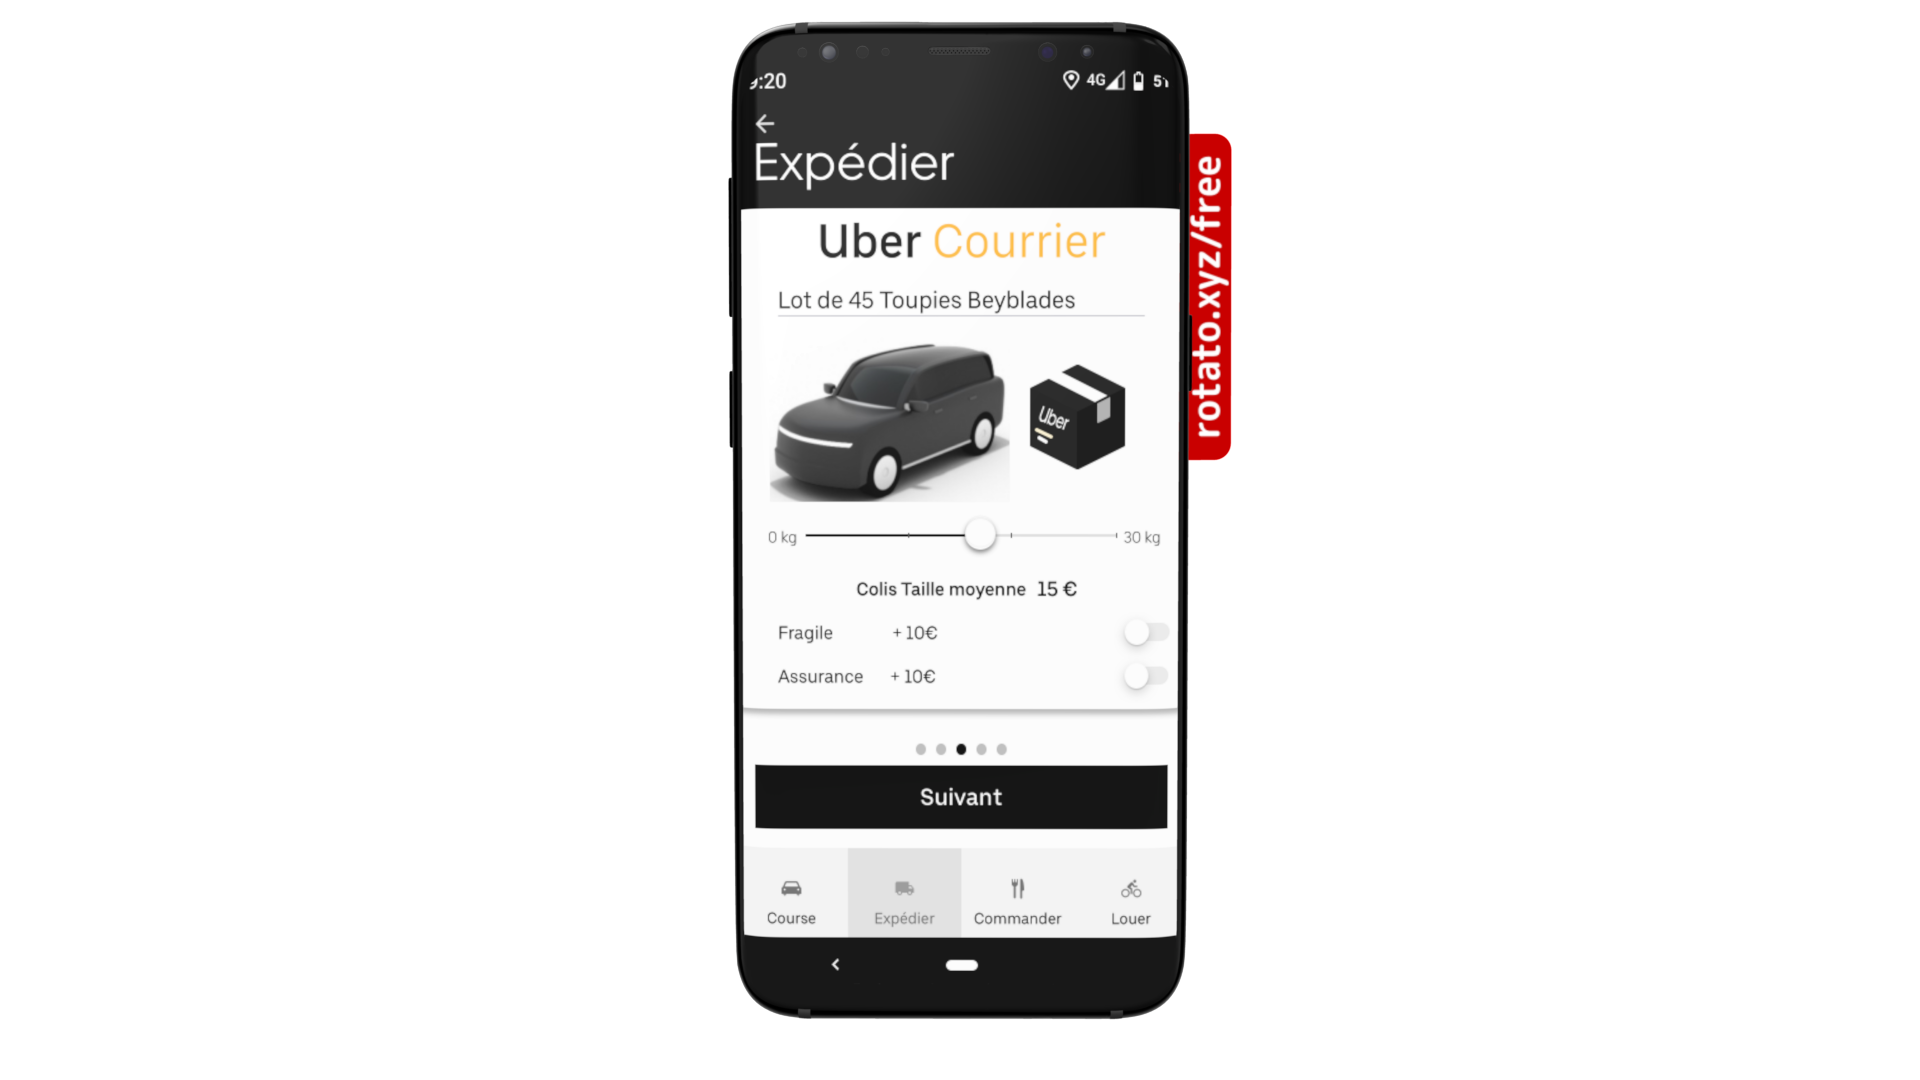 :20
4G
Expédier
Uber Courrier
Lot de 45 Toupies Beyblades
Uber
0 kg
30 kg
Colis Taille moyenne 15 €
Fragile + 10€
Assurance + 10€
Suivant
Course
Expédier
Commander
Louer
rotato.xyz/free